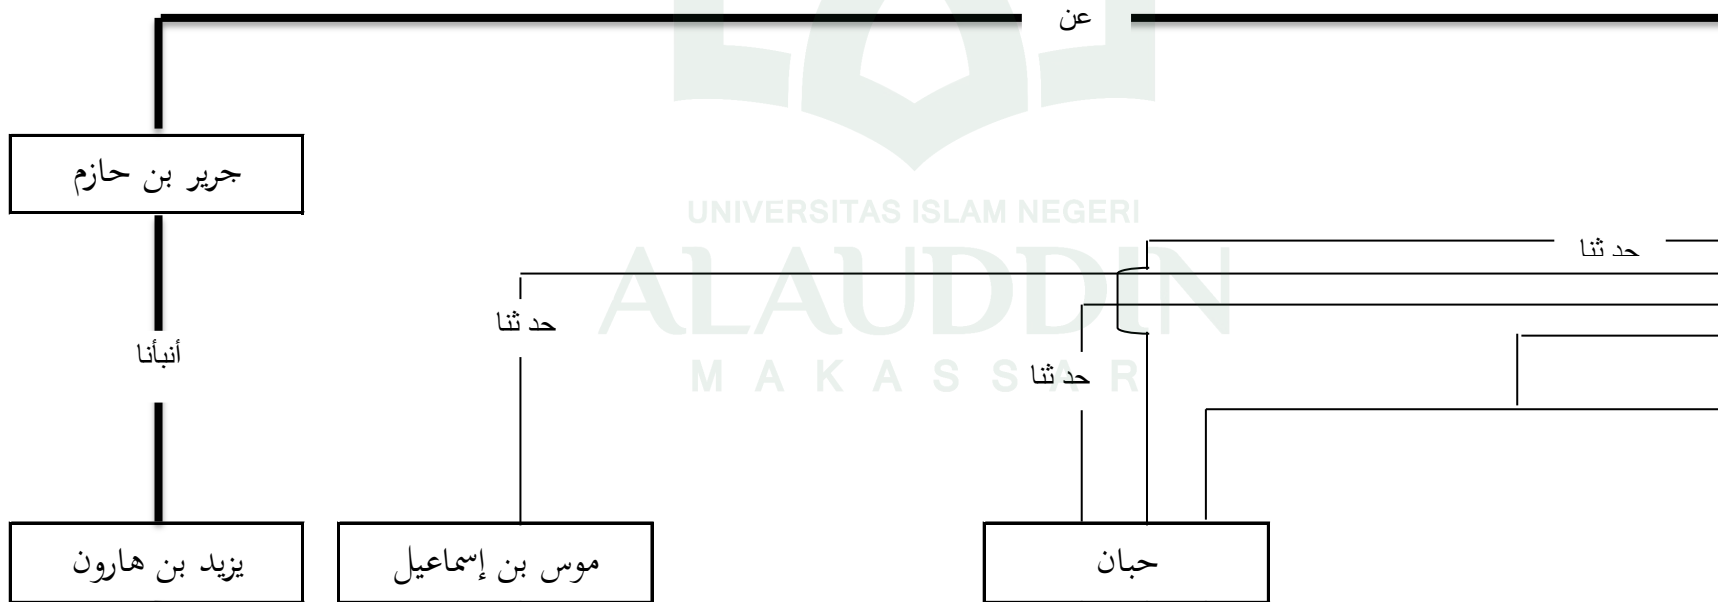 عن
جرير بن حازم
UNIVERSITAS ISLAM NEGERI
ALAUDDIN
MAKASSAR
حد ثنا
حد ثنا
أنبأنا
حد ثنا
حبان
موس بن إسماعيل
يزيد بن هارون